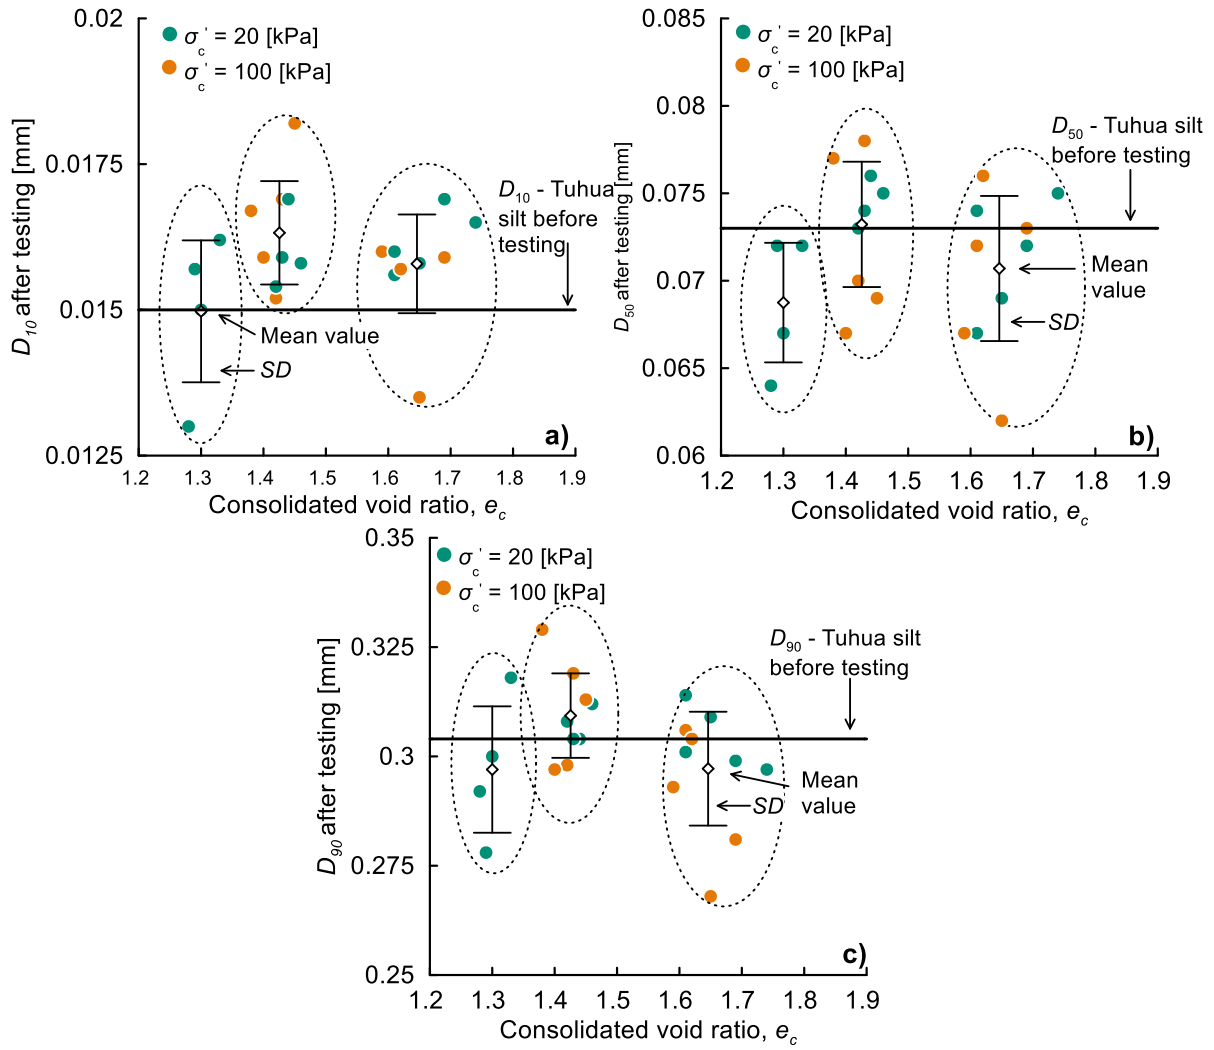 0.02
0.0175
0.015
0.0125
D10 after testing [mm]
σc' = 20 [kPa]
σc' = 100 [kPa]
D10 - Tuhua
silt before
testing
Mean value
SD
a)
1.2 1.3 1.4 1.5 1.6 1.7 1.8 1.9
Consolidated void ratio, ec
0.085
0.08
0.075
0.07
0.065
0.06
D50 after testing [mm]
σc' = 20 [kPa]
σc' = 100 [kPa]
D50 - Tuhua silt
before testing
Mean
value
SD
b)
1.2 1.3 1.4 1.5 1.6 1.7 1.8 1.9
Consolidated void ratio, ec
0.35
0.325
0.3
0.275
0.25
D90 after testing [mm]
σc' = 20 [kPa]
σc' = 100 [kPa]
D90 - Tuhua silt
before testing
Mean
value
SD
c)
1.2 1.3 1.4 1.5 1.6 1.7 1.8 1.9
Consolidated void ratio, ec